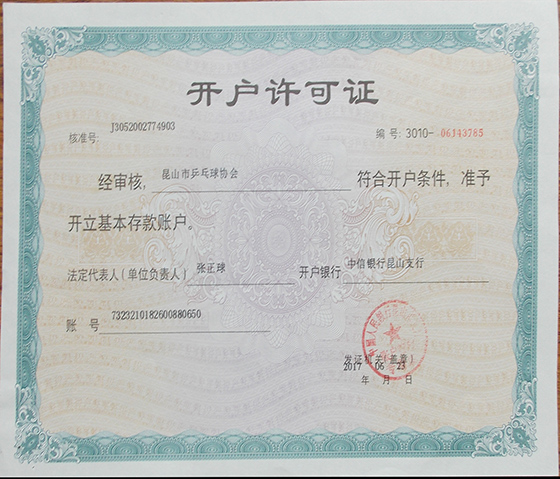 开户许可证
核准号: J3052002774903 编号: 3010-06143785
经审核, 昆山市乒乓球协会 符合开户条件, 准予
开立基本存款账户。
法定代表人(单位负责人) 张正球 开户银行 中信银行昆山支行
账 号 7323210182600880650
发证机关(盖章)
2017 06 23
年 月 日